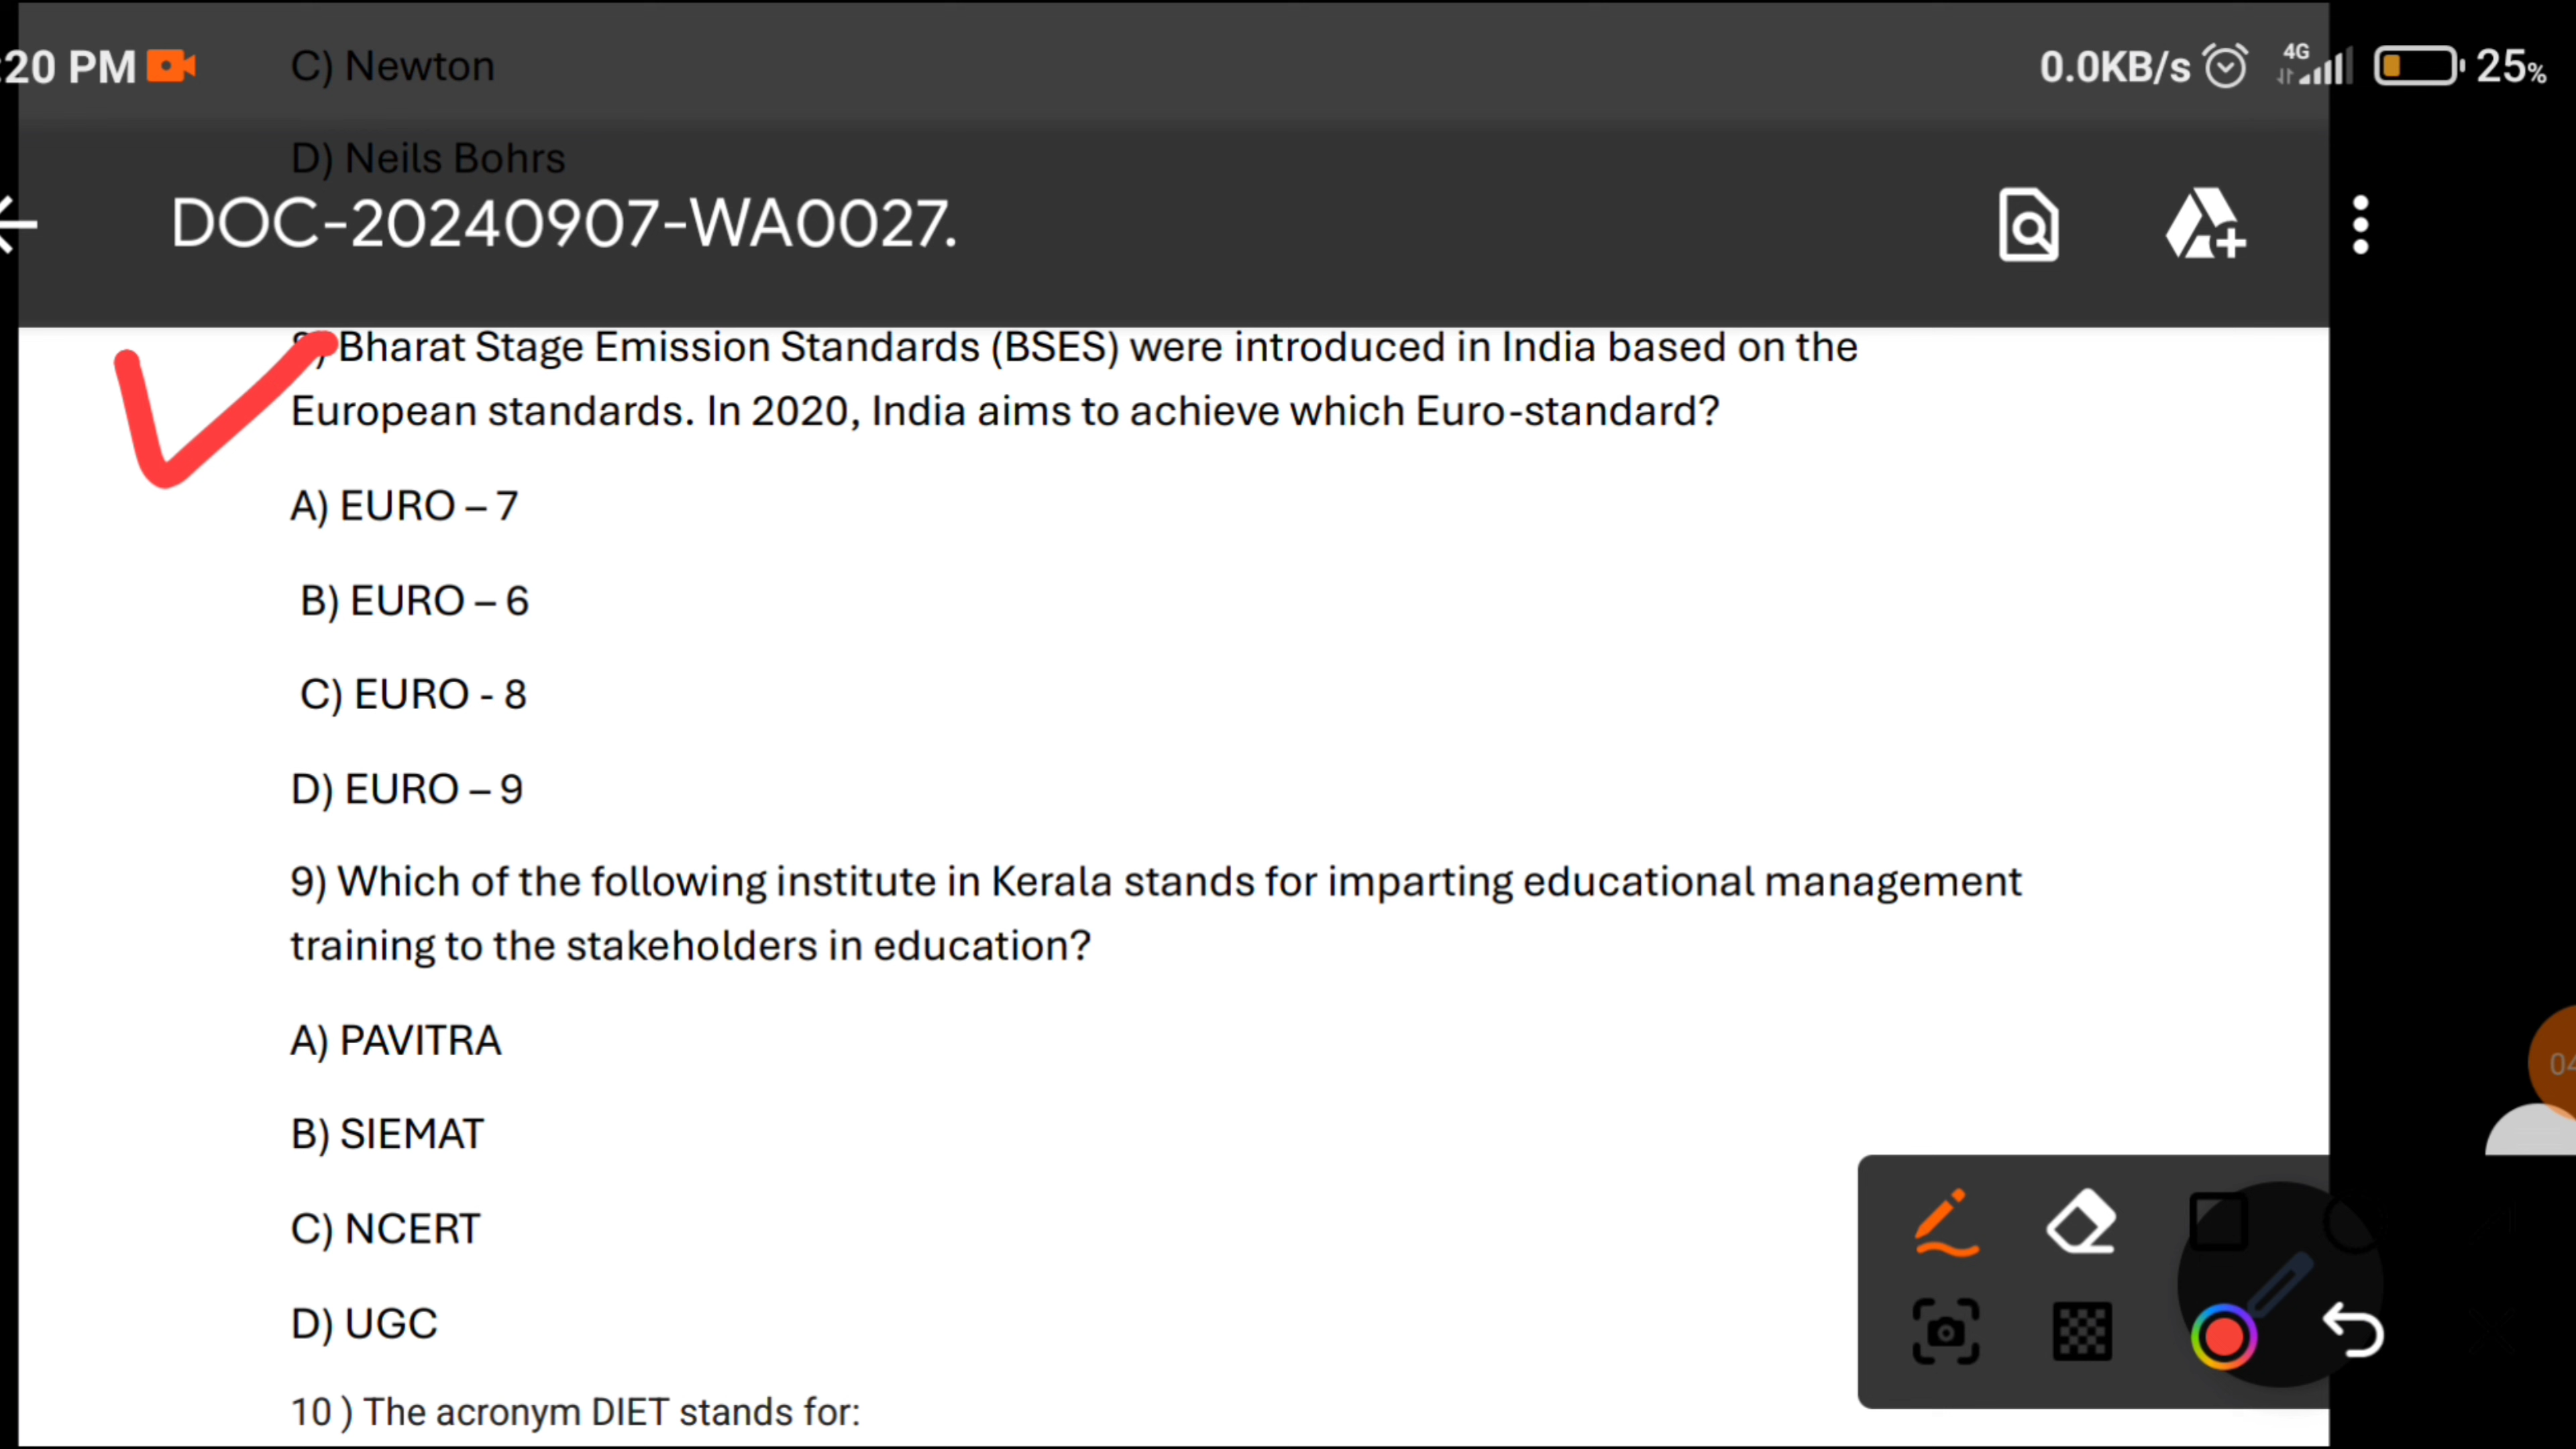 :20 PM
C) Newton
0.0KB/s
4G
25%
D) Neils Bohrs
DOC-20240907-WA0027.
Bharat Stage Emission Standards (BSES) were introduced in India based on the
European standards. In 2020, India aims to achieve which Euro-standard?
A) EURO – 7
B) EURO – 6
C) EURO - 8
D) EURO – 9
9) Which of the following institute in Kerala stands for imparting educational management
training to the stakeholders in education?
A) PAVITRA
B) SIEMAT
C) NCERT
D) UGC
10 ) The acronym DIET stands for:
04